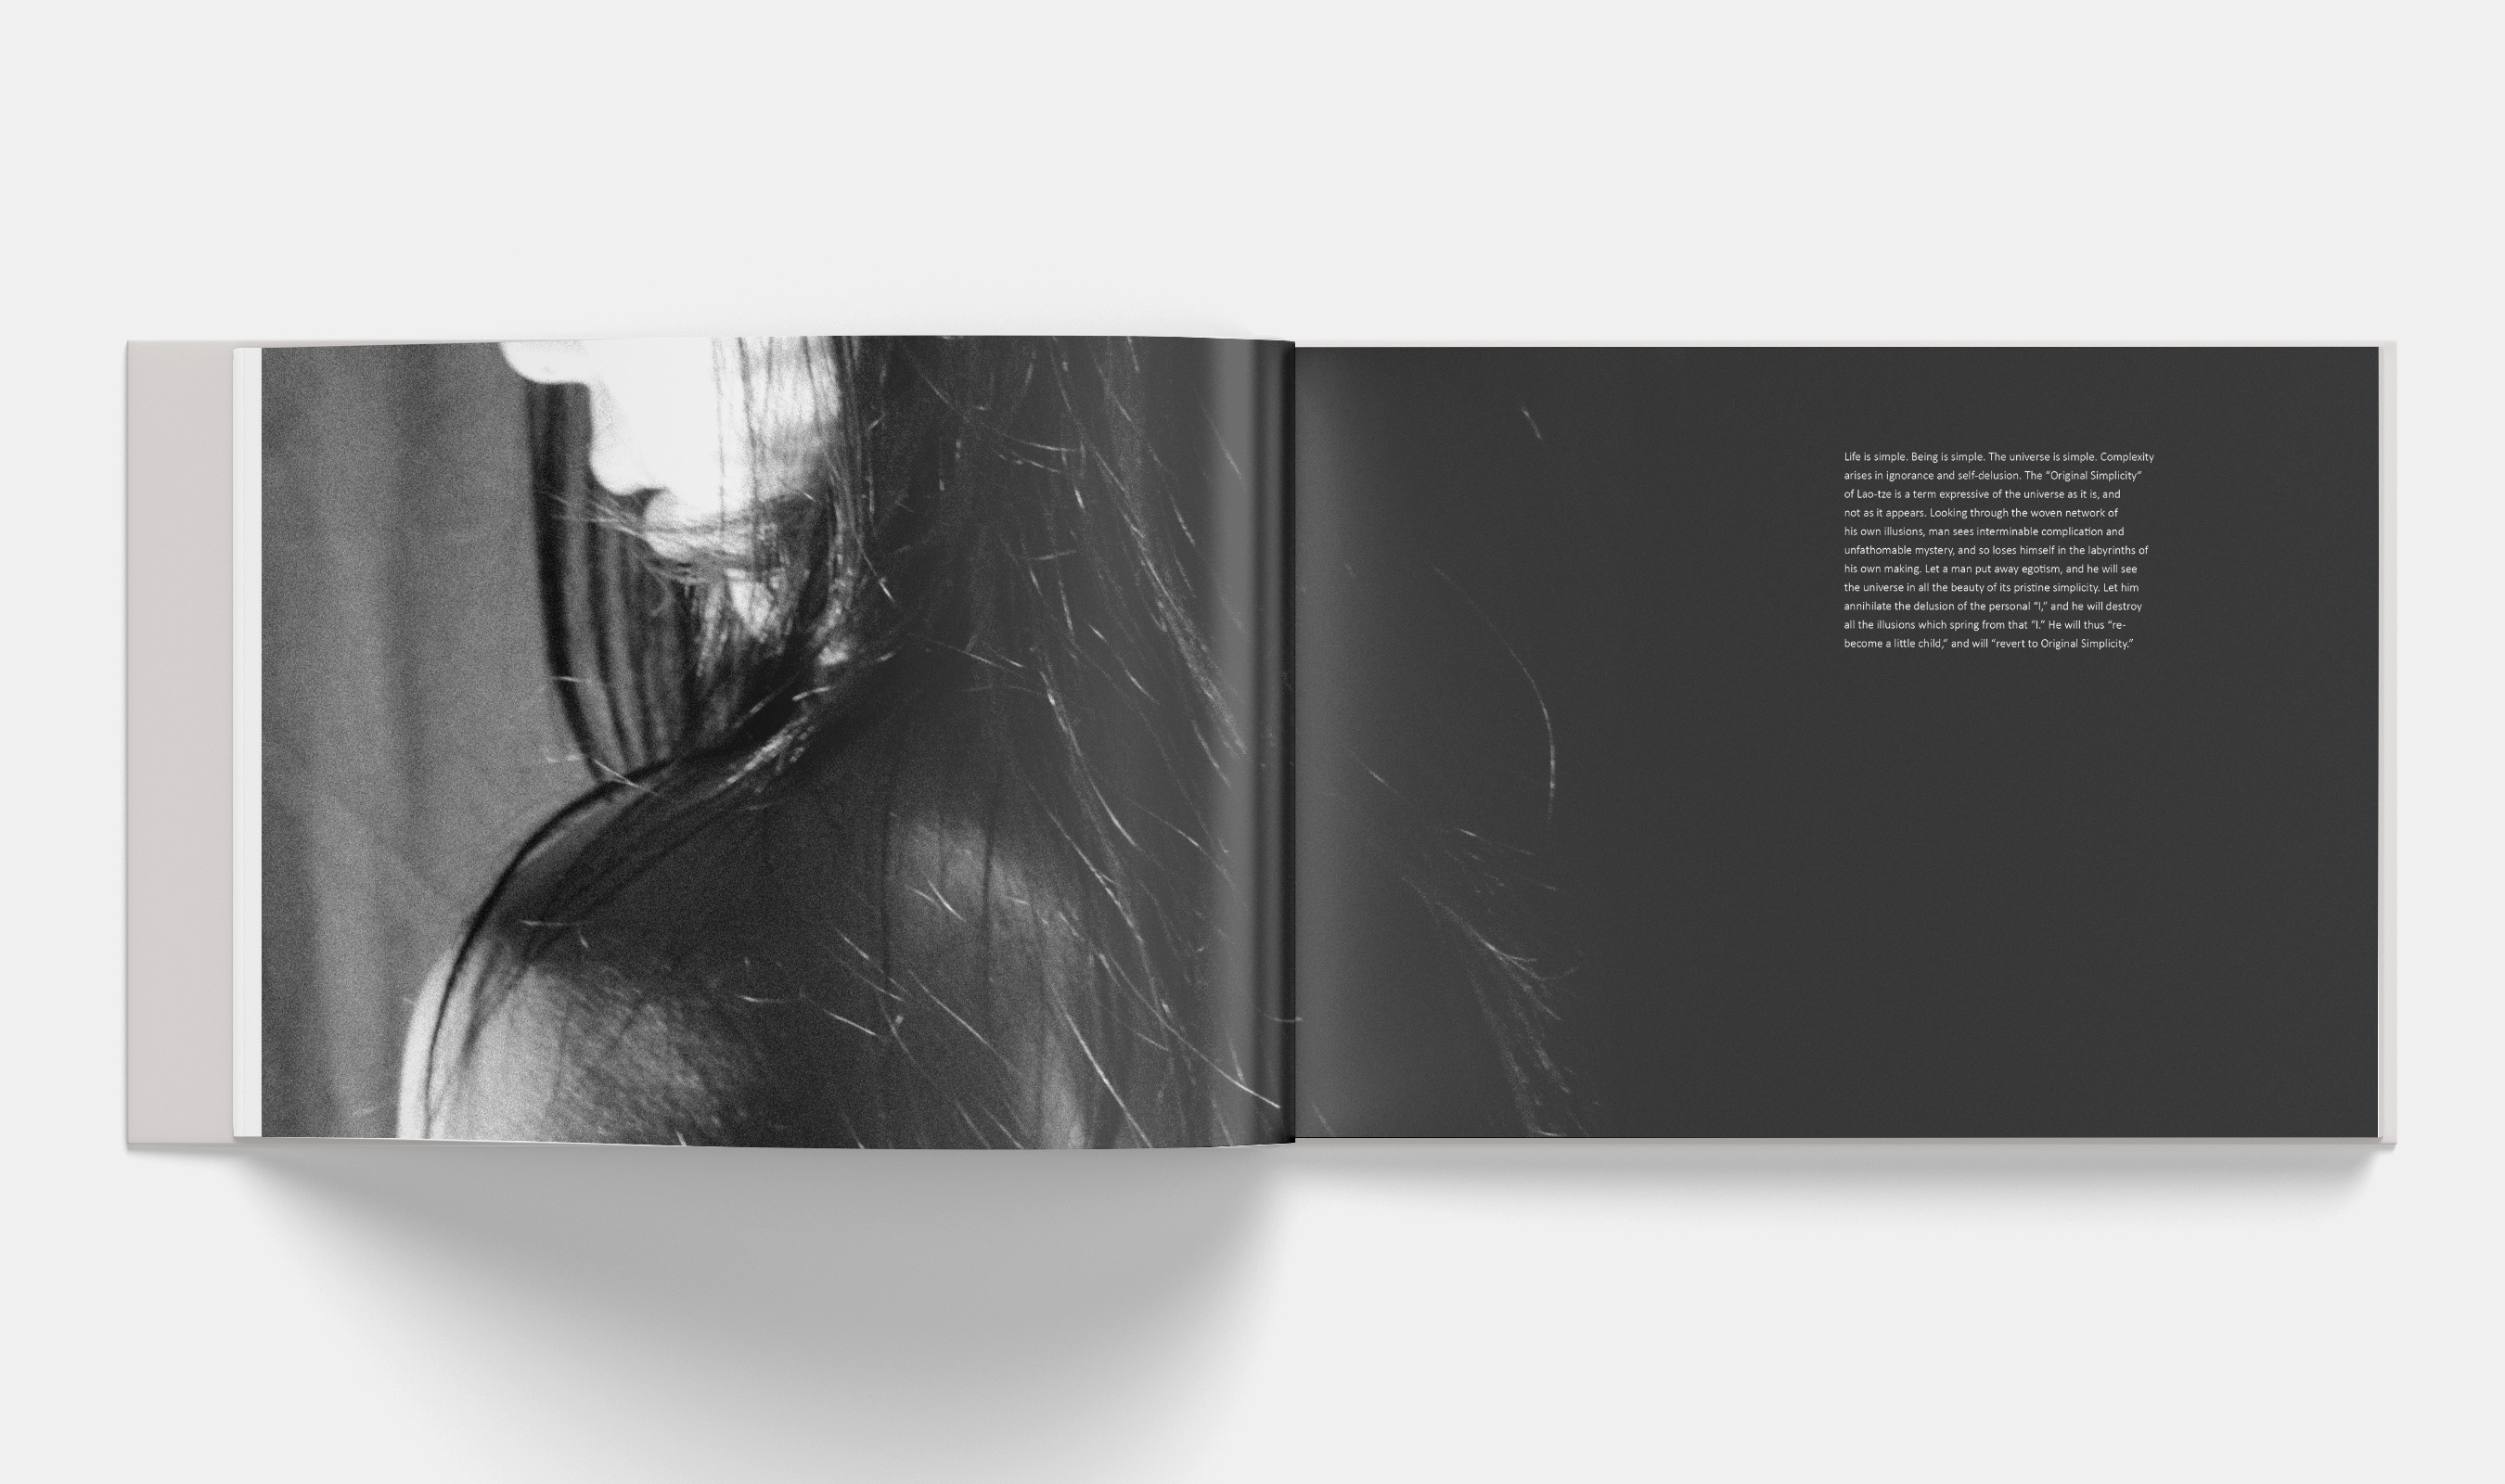 Life is simple. Being is simple. The universe is simple. Complexity
arises in ignorance and self-delusion. The “Original Simplicity”
of Lao-tze is a term expressive of the universe as it is, and
not as it appears. Looking through the woven network of
his own illusions, man sees interminable complication and
unfathomable mystery, and so loses himself in the labyrinths of
his own making. Let a man put away egotism, and he will see
the universe in all the beauty of its pristine simplicity. Let him
annihilate the delusion of the personal “I,” and he will destroy
all the illusions which spring from that “I.” He will thus “re-
become a little child,” and will “revert to Original Simplicity.”